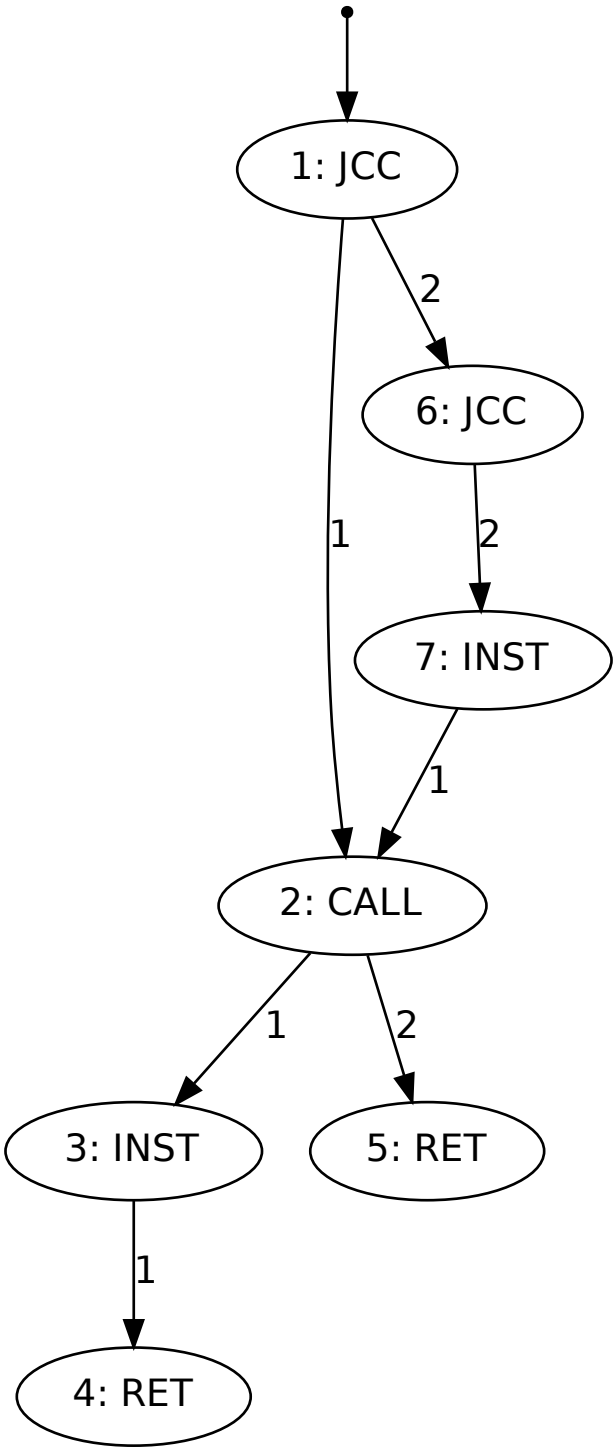 1: JCC
2
6: JCC
1
2
7: INST
1
2: CALL
1
2
3: INST
5: RET
1
4: RET